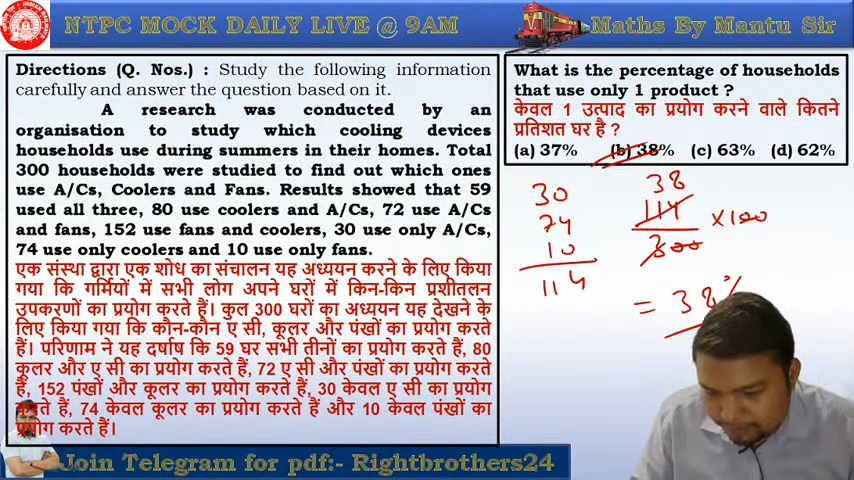 NTPC MOCK DAILY LIVE @ 9AM
Maths By Mantu Sir
Directions (Q. Nos.) : Study the following information
carefully and answer the question based on it.
A research was conducted by an
organisation to study which cooling devices
households use during summers in their homes. Total
300 households were studied to find out which ones
use A/Cs, Coolers and Fans. Results showed that 59
used all three, 80 use coolers and A/Cs, 72 use A/Cs
and fans, 152 use fans and coolers, 30 use only A/Cs,
74 use only coolers and 10 use only fans.
एक संस्था द्वारा एक शोध का संचालन यह अध्ययन करने के लिए किया
गया कि गर्मियों में सभी लोग अपने घरों में किन-किन प्रशीतलन
उपकरणों का प्रयोग करते हैं। कुल 300 घरों का अध्ययन यह देखने के
लिए किया गया कि कौन-कौन ए सी, कूलर और पंखों का प्रयोग करते
हैं। परिणाम ने यह दर्षाष कि 59 घर सभी तीनों का प्रयोग करते हैं, 80
कूलर और ए सी का प्रयोग करते हैं, 72 ए सी और पंखों का प्रयोग करते
हैं, 152 पंखों और कूलर का प्रयोग करते हैं, 30 केवल ए सी का प्रयोग
करते हैं, 74 केवल कूलर का प्रयोग करते हैं और 10 केवल पंखों का
प्रयोग करते हैं।
What is the percentage of households
that use only 1 product ?
केवल 1 उत्पाद का प्रयोग करने वाले कितने
प्रतिशत घर है ?
(a) 37% (b) 38% (c) 63% (d) 62%
30
74
10
114
38
114
300
×100
= 38%
Join Telegram for pdf:- Rightbrothers24